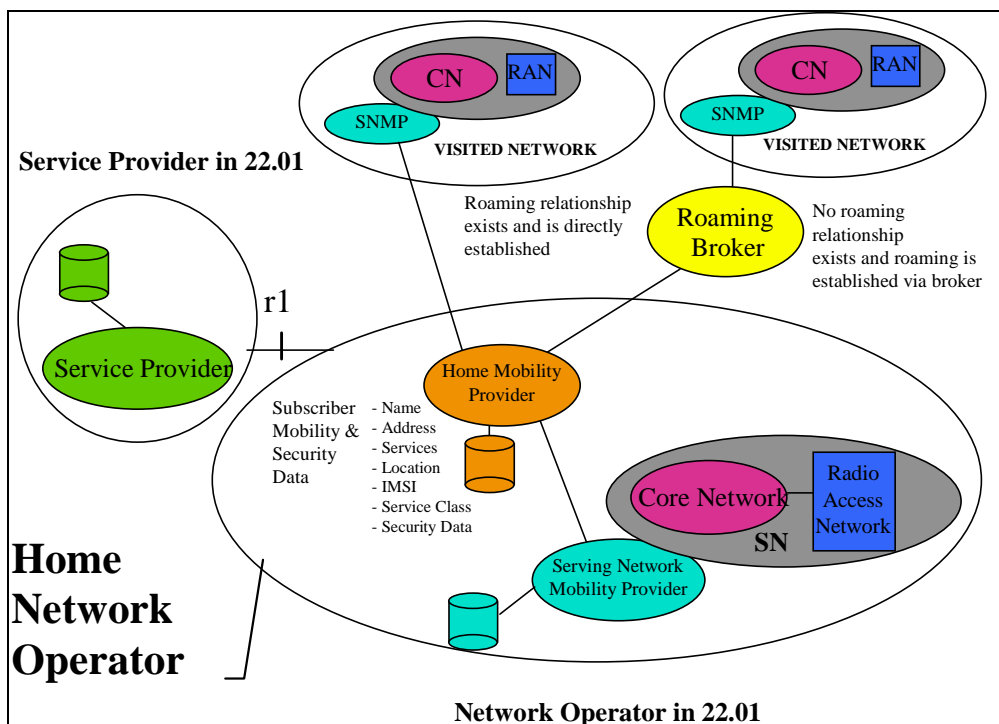 CN
RAN
SNMP
VISITED NETWORK
CN
RAN
SNMP
VISITED NETWORK
Service Provider in 22.01
Roaming relationship
exists and is directly
established
Roaming
Broker
No roaming
relationship
exists and roaming is
established via broker
r1
Service Provider
Home Mobility
Provider
Subscriber
Mobility &
Security
Data
- Name
- Address
- Services
- Location
- IMSI
- Service Class
- Security Data
Core Network
Radio
Access
Network
SN
Serving Network
Mobility Provider
Home
Network
Operator
Network Operator in 22.01